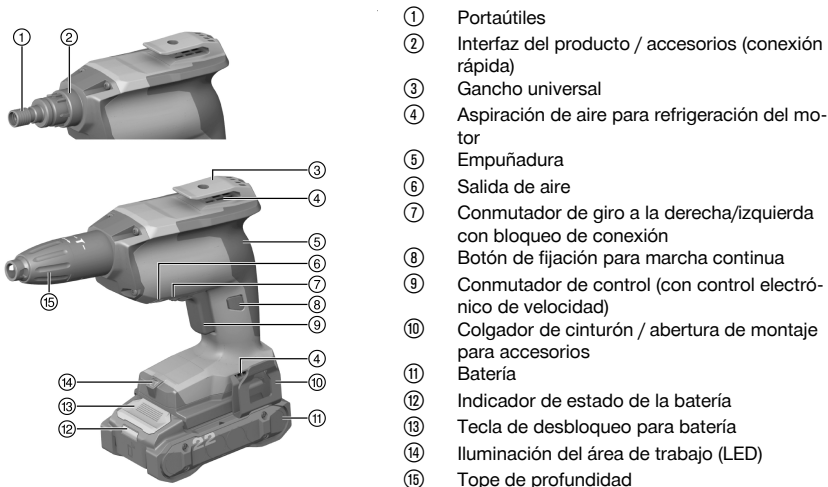 ① ②
③
④
⑤
⑥
⑦
⑧
⑨
④
⑩
⑪
⑮
⑭
⑬
⑫
22
① Portaútiles
② Interfaz del producto / accesorios (conexión
rápida)
③ Gancho universal
④ Aspiración de aire para refrigeración del mo-
tor
⑤ Empuñadura
⑥ Salida de aire
⑦ Conmutador de giro a la derecha/izquierda
con bloqueo de conexión
⑧ Botón de fijación para marcha continua
⑨ Conmutador de control (con control electró-
nico de velocidad)
⑩ Colgador de cinturón / abertura de montaje
para accesorios
⑪ Batería
⑫ Indicador de estado de la batería
⑬ Tecla de desbloqueo para batería
⑭ Iluminación del área de trabajo (LED)
⑮ Tope de profundidad